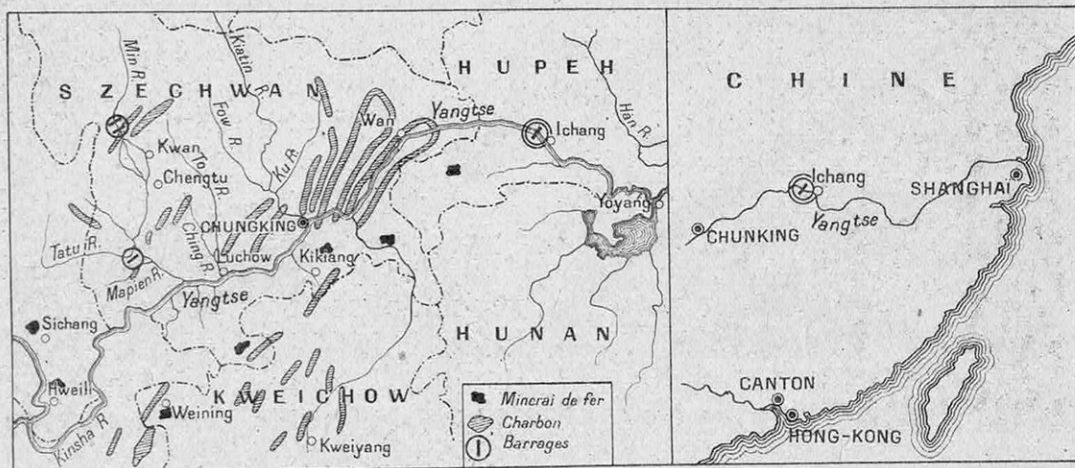 SZECHWAN
HUPEH
HUNAN
KWEICHOW
Min R.
Kiatin R.
Fow R.
To R.
Ku R.
Kwan
Chengtu
Wan
Yangtse
Ichang
Han R.
Yoyang
CHUNGKING
Tatu R.
Ching R.
Luchow
Kikiang
Mapien R.
Yangtse
Sichang
Hweili
Kinsha R.
Weining
Kweiyang
Minerai de fer
Charbon
Barrages
CHINE
Ichang
Yangtse
SHANGHAI
CHUNKING
CANTON
HONG-KONG